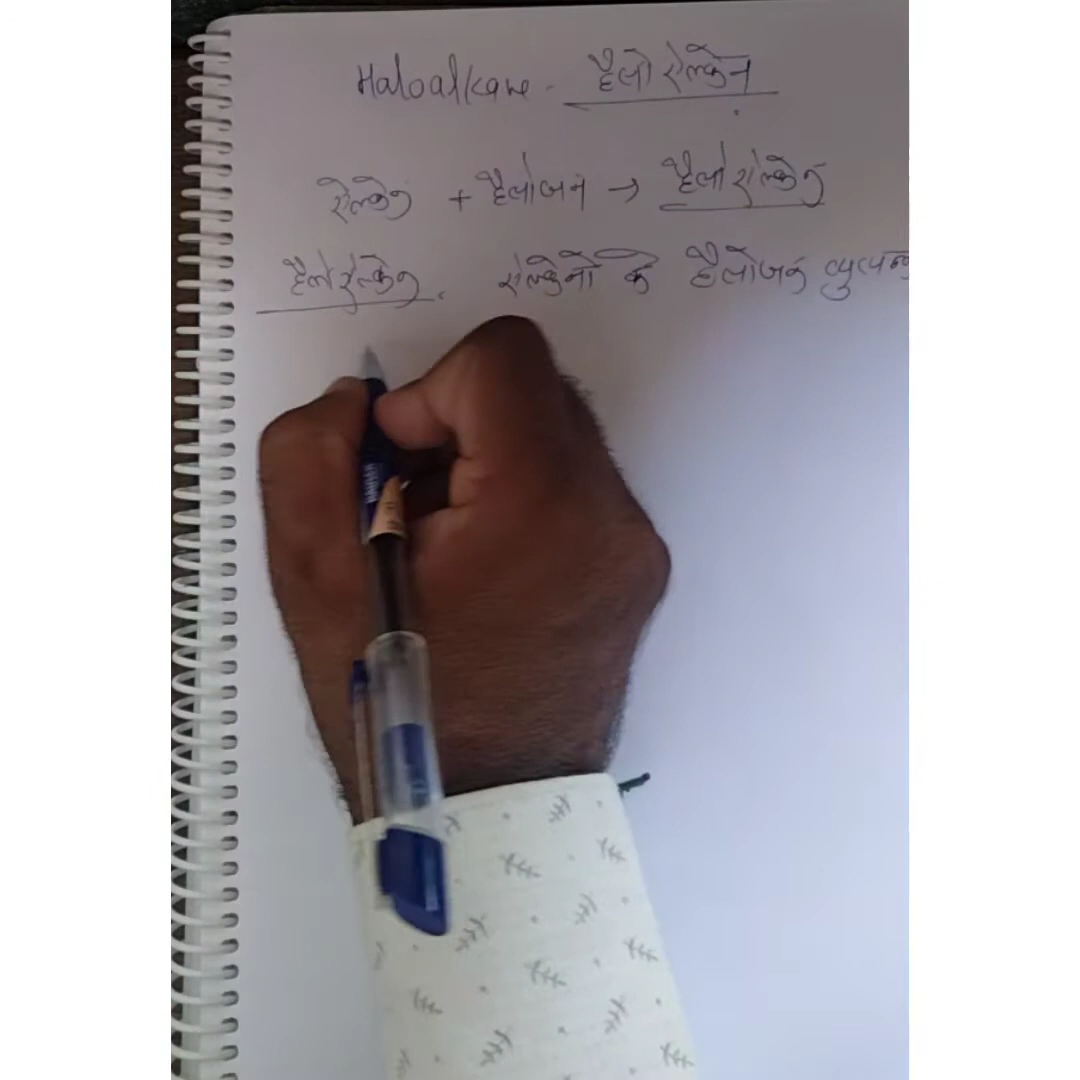 Haloalkane - हैलोऐल्केन
ऐल्केन + हैलोजन → हैलोऐल्केन
हैलोऐल्केन. ऐल्केनों के हैलोजन व्युत्पन्न